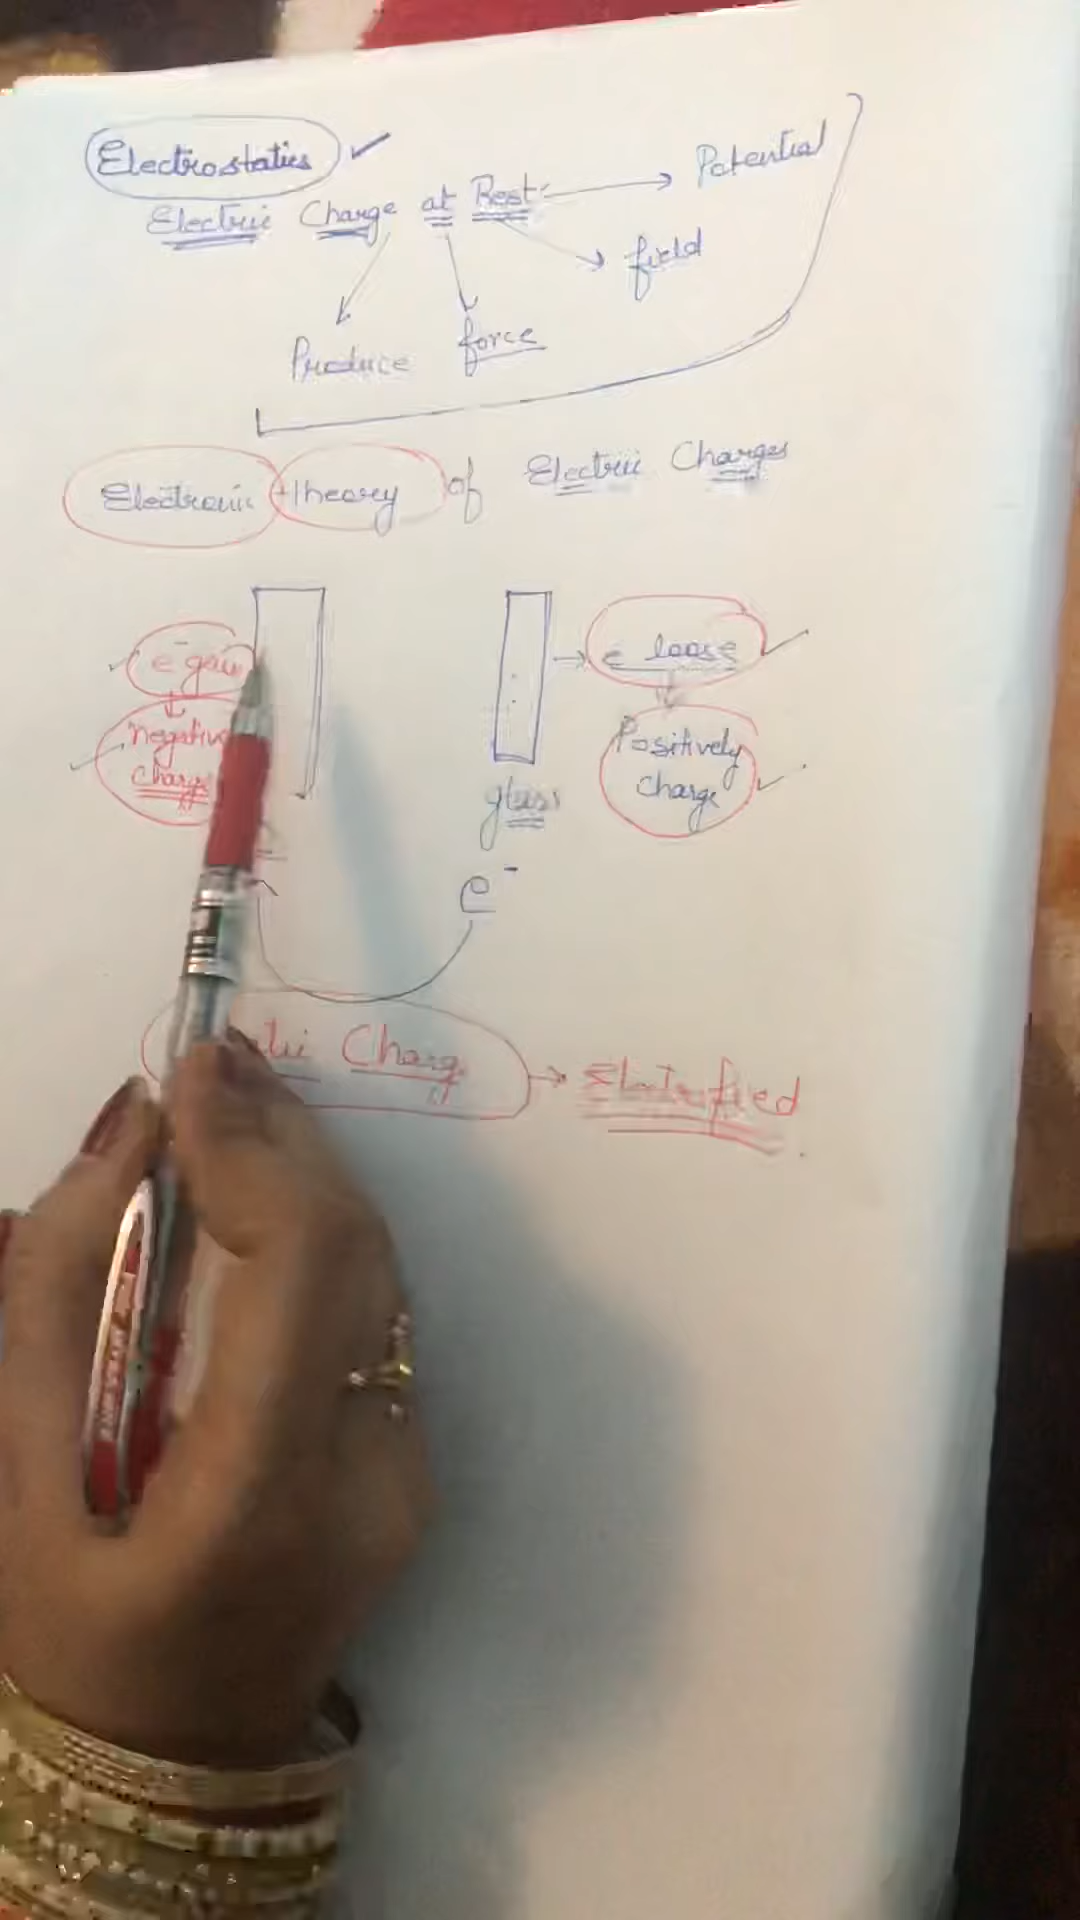 Electrostatics
Electric Charge at Rest
Potential
field
Produce force
Electronic theory of Electric Charges
e⁻ gain
e loose
negative
charge
Positively
charge
glass
e⁻
Charge
Electrified